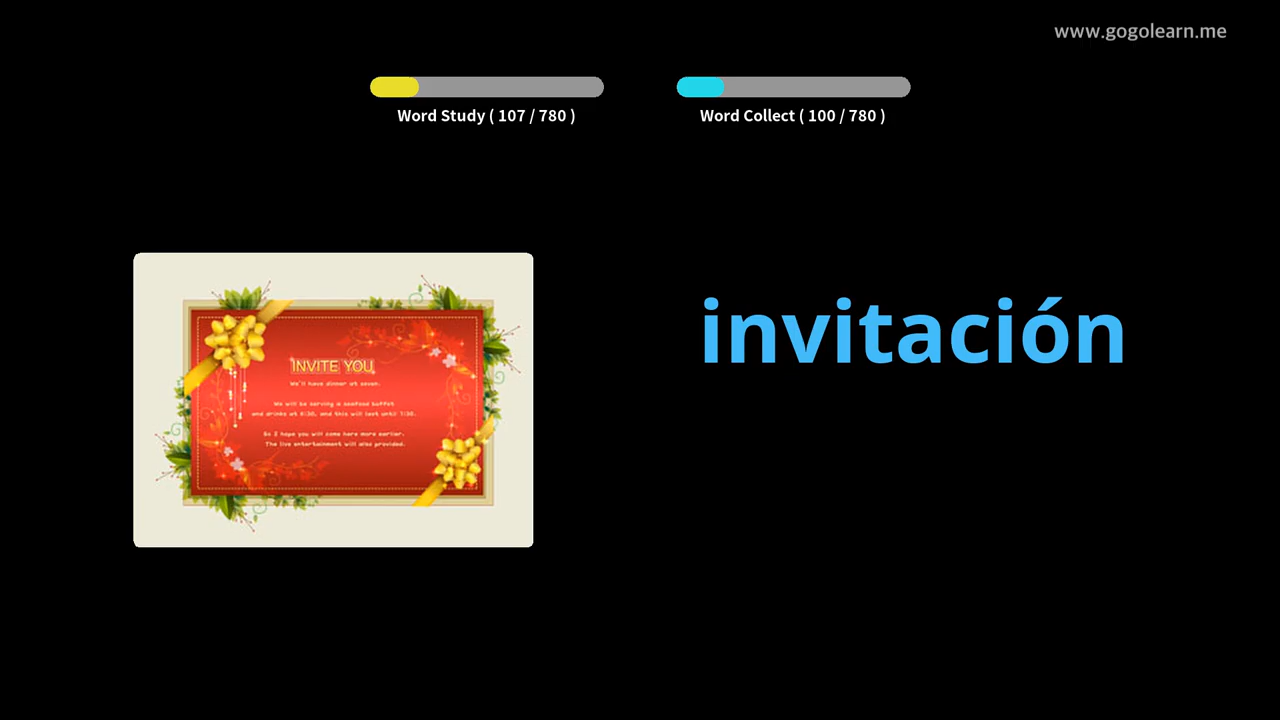 www.gogolearn.me
Word Study ( 107 / 780 )
Word Collect ( 100 / 780 )
invitación
INVITE YOU
We'll have dinner at seven.
We will be serving a seafood buffet
and drinks at 6:30, and this will last until 7:30.
So I hope you will come here more earlier.
The live entertainment will also provided.